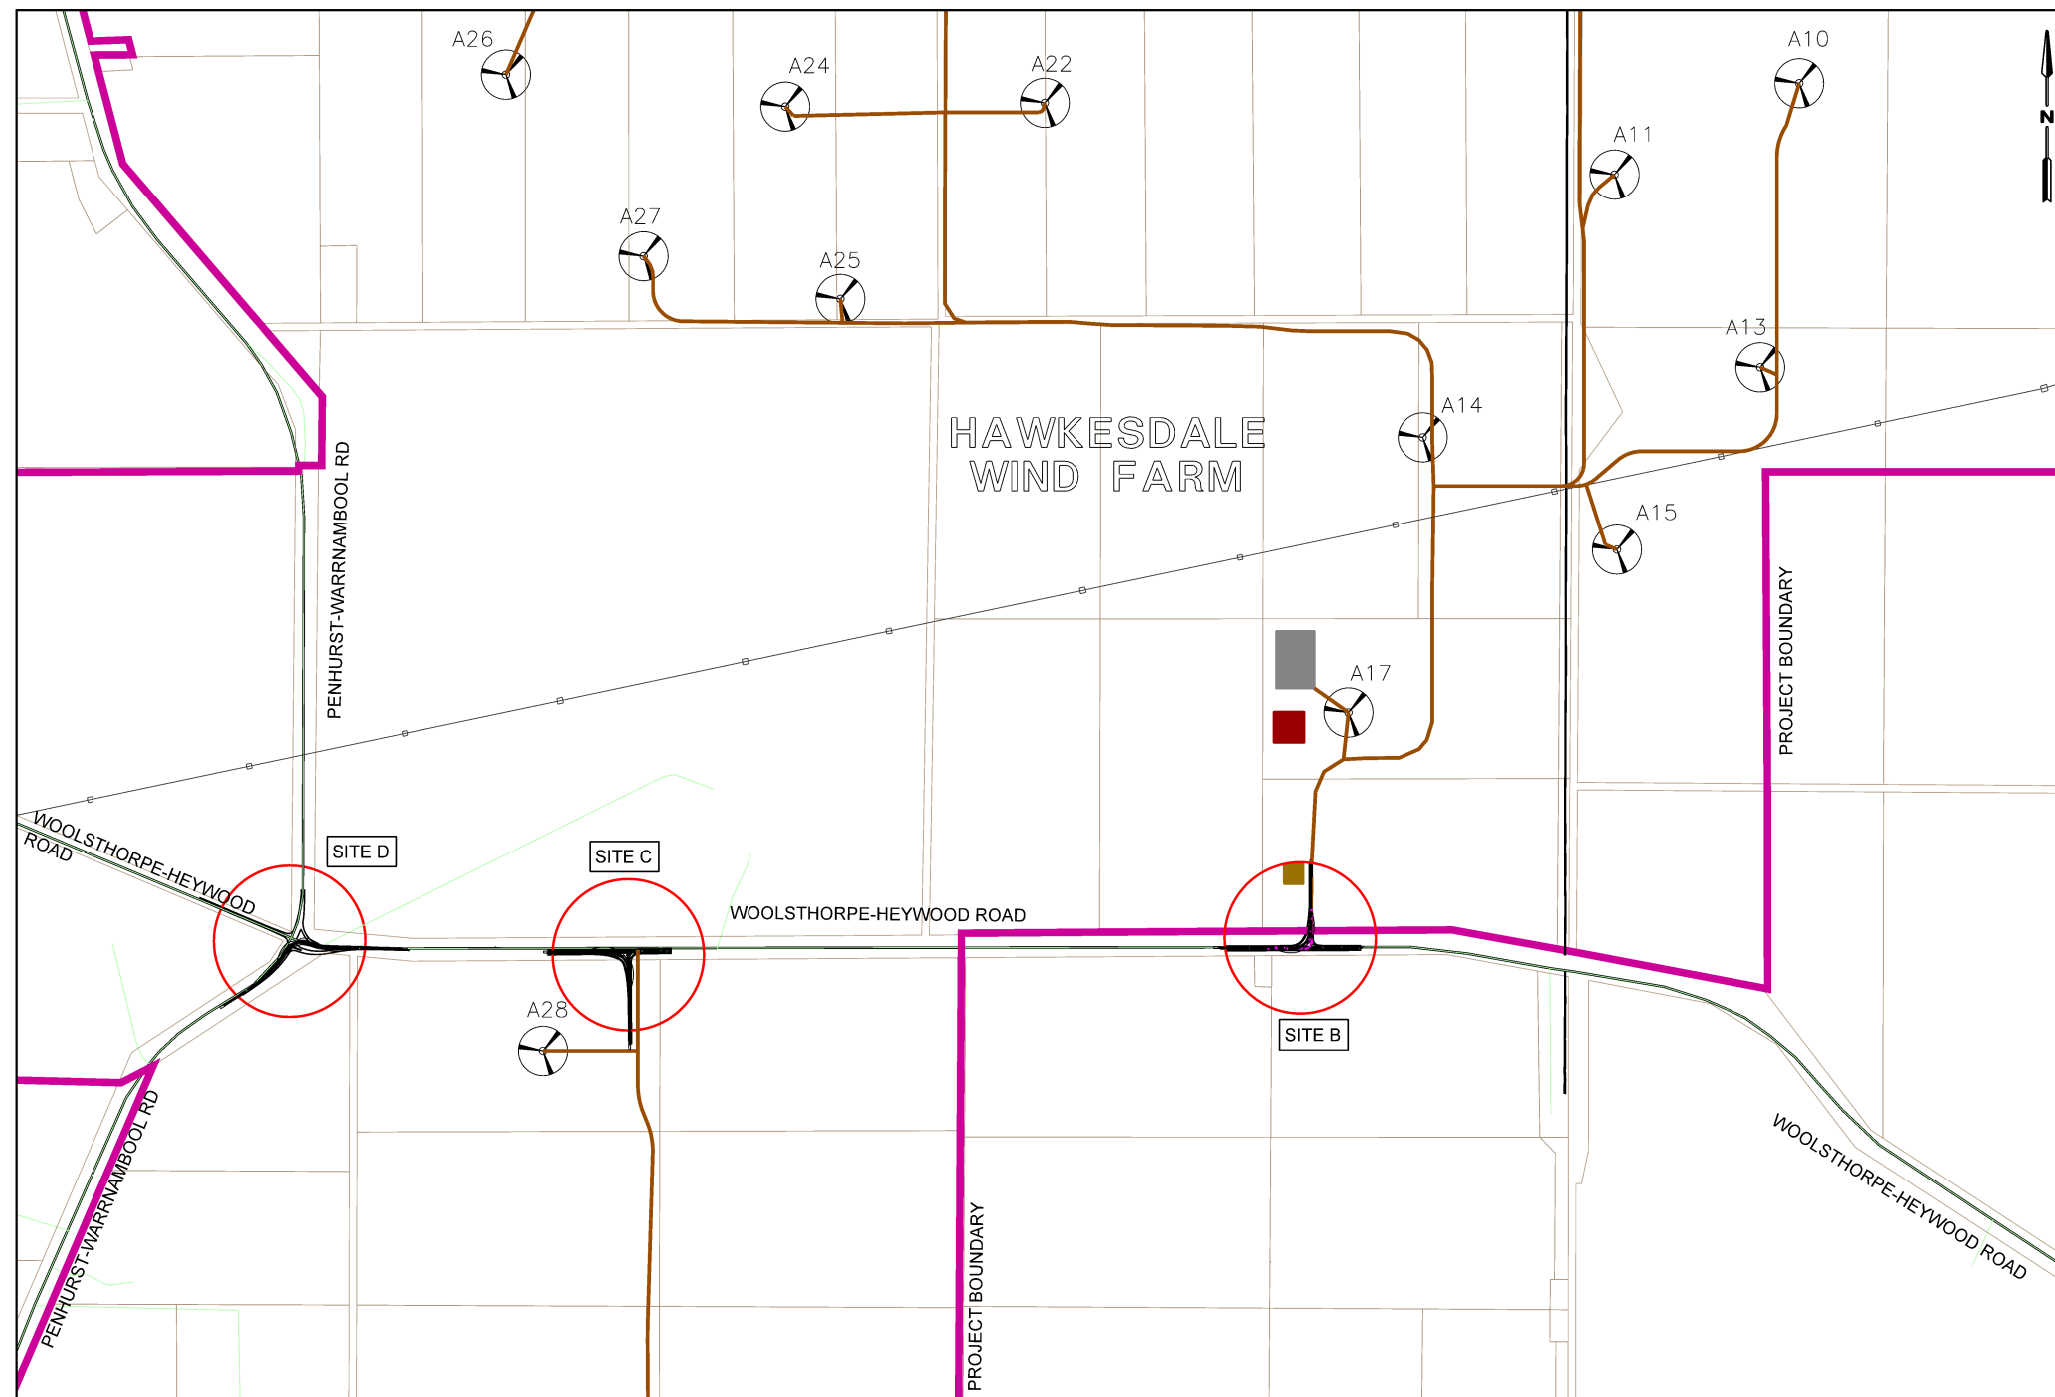 A26
A24
A22
A10
A11
N
A27
A25
A13
A14
HAWKESDALE
WIND FARM
PENHURST-WARRNAMBOOL RD
A15
PROJECT BOUNDARY
A17
WOOLSTHORPE-HEYWOOD
ROAD
SITE D
SITE C
WOOLSTHORPE-HEYWOOD ROAD
A28
SITE B
PENHURST-WARRNAMBOOL RD
PROJECT BOUNDARY
WOOLSTHORPE-HEYWOOD ROAD